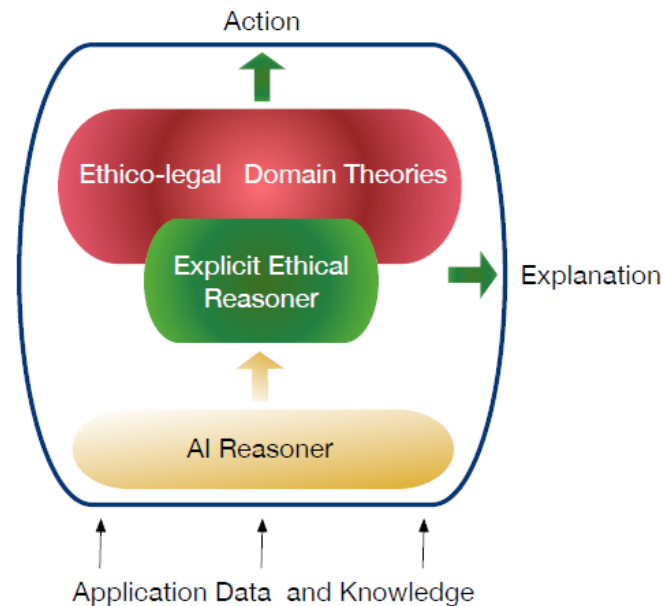 Action
Ethico-legal Domain Theories
Explicit Ethical
Reasoner
Explanation
AI Reasoner
Application Data and Knowledge